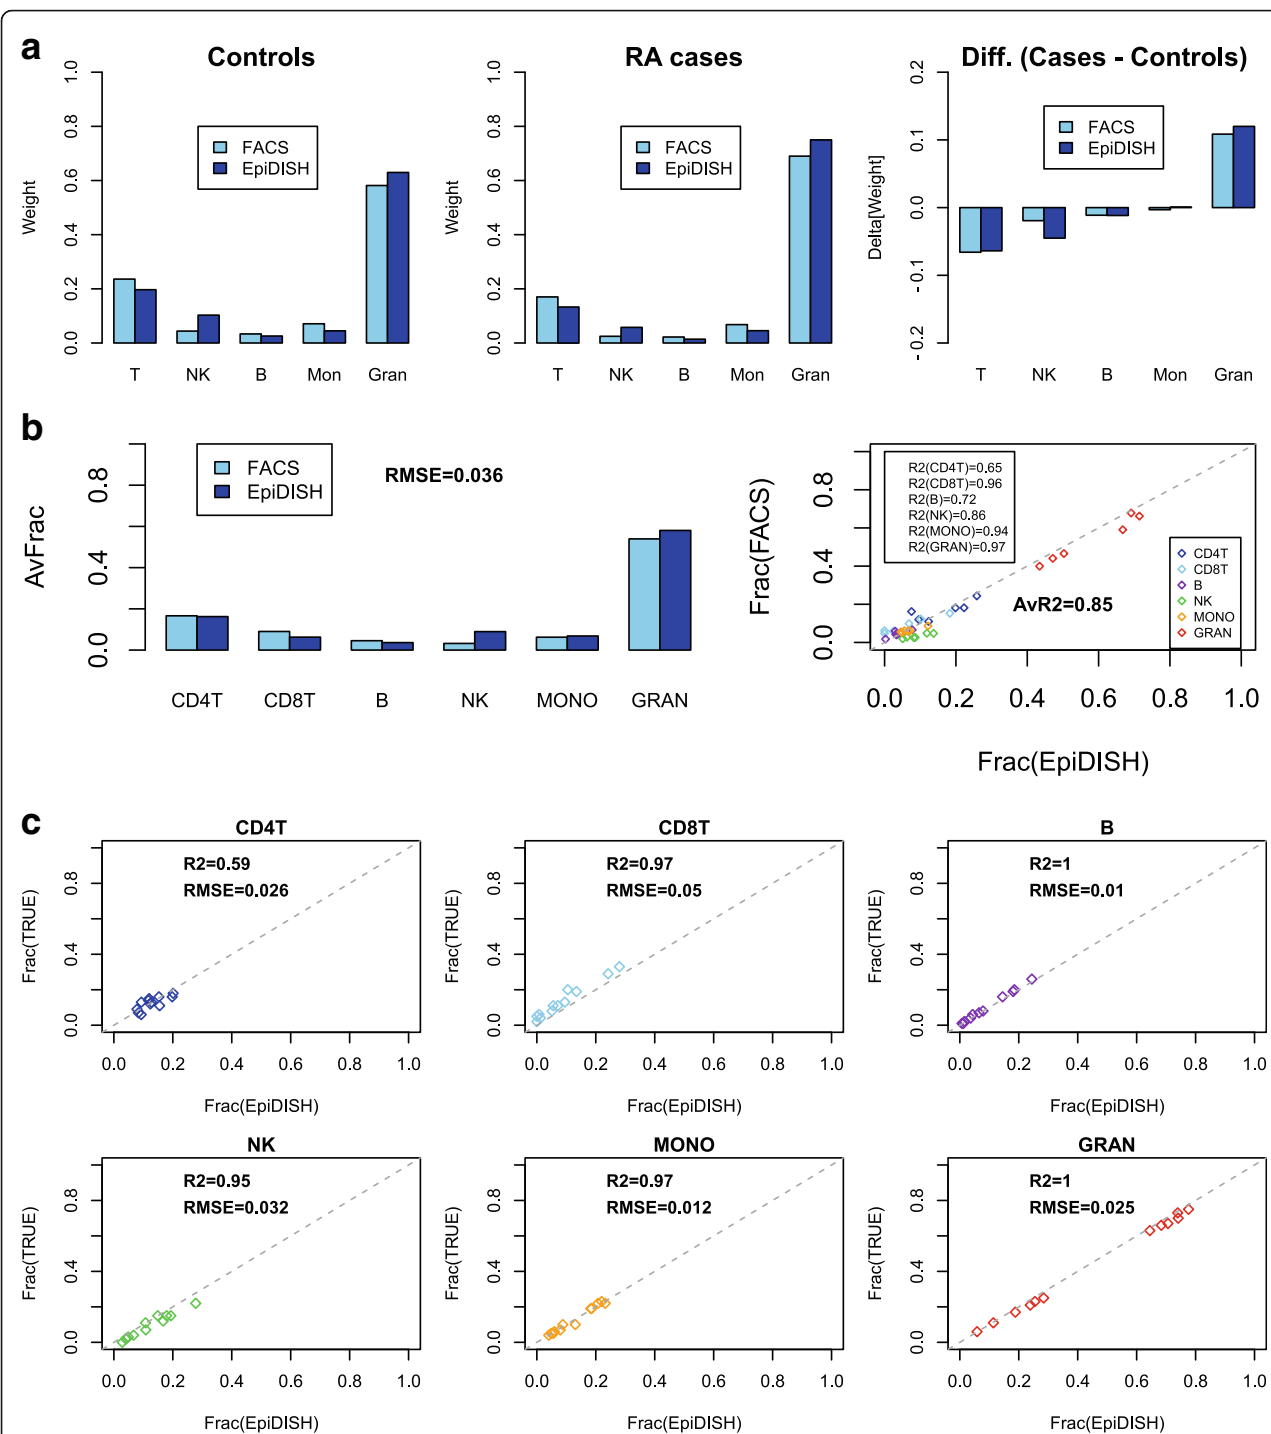 a
Controls
RA cases
Diff. (Cases - Controls)
Weight
0.0 0.2 0.4 0.6 0.8 1.0
FACS
EpiDISH
T NK B Mon Gran
Weight
0.0 0.2 0.4 0.6 0.8 1.0
FACS
EpiDISH
T NK B Mon Gran
Delta[Weight]
- 0.2 - 0.1 0.0 0.1 0.2
FACS
EpiDISH
T NK B Mon Gran
b
AvFrac
0.0 0.4 0.8
FACS
EpiDISH
RMSE=0.036
CD4T CD8T B NK MONO GRAN
Frac(FACS)
0.0 0.4 0.8
R2(CD4T)=0.65
R2(CD8T)=0.96
R2(B)=0.72
R2(NK)=0.86
R2(MONO)=0.94
R2(GRAN)=0.97
AvR2=0.85
CD4T
CD8T
B
NK
MONO
GRAN
0.0 0.2 0.4 0.6 0.8 1.0
Frac(EpiDISH)
c
CD4T
R2=0.59
RMSE=0.026
Frac(TRUE)
0.0 0.4 0.8
0.0 0.2 0.4 0.6 0.8 1.0
Frac(EpiDISH)
CD8T
R2=0.97
RMSE=0.05
Frac(TRUE)
0.0 0.4 0.8
0.0 0.2 0.4 0.6 0.8 1.0
Frac(EpiDISH)
B
R2=1
RMSE=0.01
Frac(TRUE)
0.0 0.4 0.8
0.0 0.2 0.4 0.6 0.8 1.0
Frac(EpiDISH)
NK
R2=0.95
RMSE=0.032
Frac(TRUE)
0.0 0.4 0.8
0.0 0.2 0.4 0.6 0.8 1.0
Frac(EpiDISH)
MONO
R2=0.97
RMSE=0.012
Frac(TRUE)
0.0 0.4 0.8
0.0 0.2 0.4 0.6 0.8 1.0
Frac(EpiDISH)
GRAN
R2=1
RMSE=0.025
Frac(TRUE)
0.0 0.4 0.8
0.0 0.2 0.4 0.6 0.8 1.0
Frac(EpiDISH)